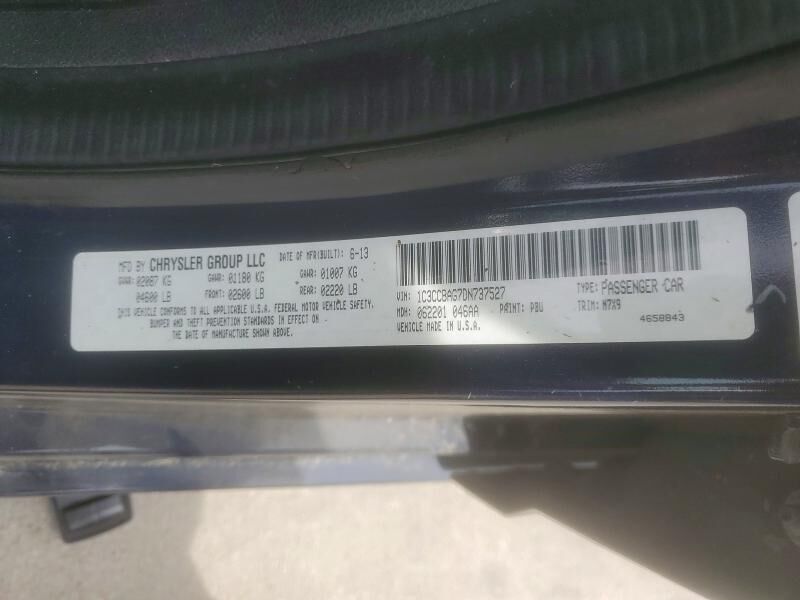 MFD BY CHRYSLER GROUP LLC DATE OF MFR(BUILT): 6-13
GVWR: 02087 KG GAWR: 01180 KG GAWR: 01007 KG
04600 LB FRONT: 02600 LB REAR: 02220 LB
THIS VEHICLE CONFORMS TO ALL APPLICABLE U.S.A. FEDERAL MOTOR VEHICLE SAFETY,
BUMPER AND THEFT PREVENTION STANDARDS IN EFFECT ON
THE DATE OF MANUFACTURE SHOWN ABOVE.
VIN: 1C3CCBAG7DN737527 TYPE: PASSENGER CAR
MDH: 062201 046AA PAINT: PBU TRIM: N7X9
VEHICLE MADE IN U.S.A. 4658843